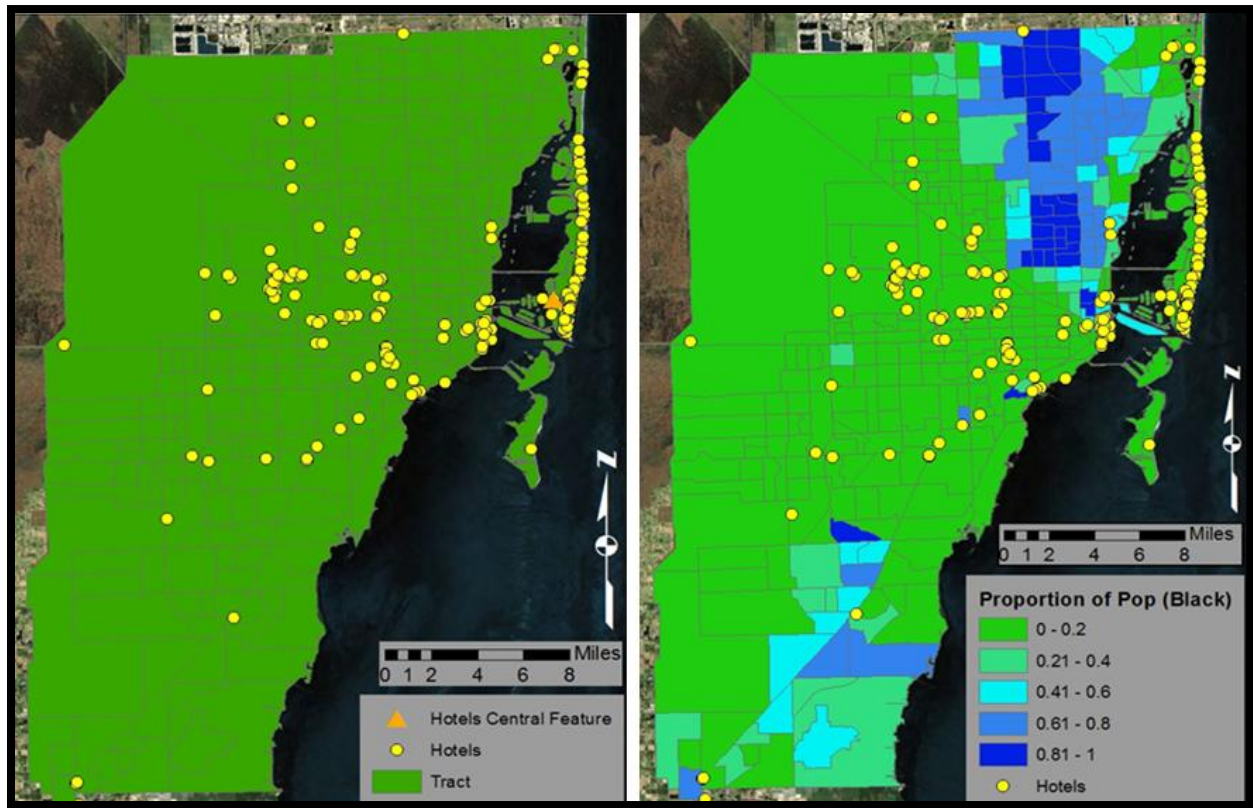 N
Miles
0 1 2 4 6 8
Hotels Central Feature
Hotels
Tract
N
Miles
0 1 2 4 6 8
Proportion of Pop (Black)
0 - 0.2
0.21 - 0.4
0.41 - 0.6
0.61 - 0.8
0.81 - 1
Hotels